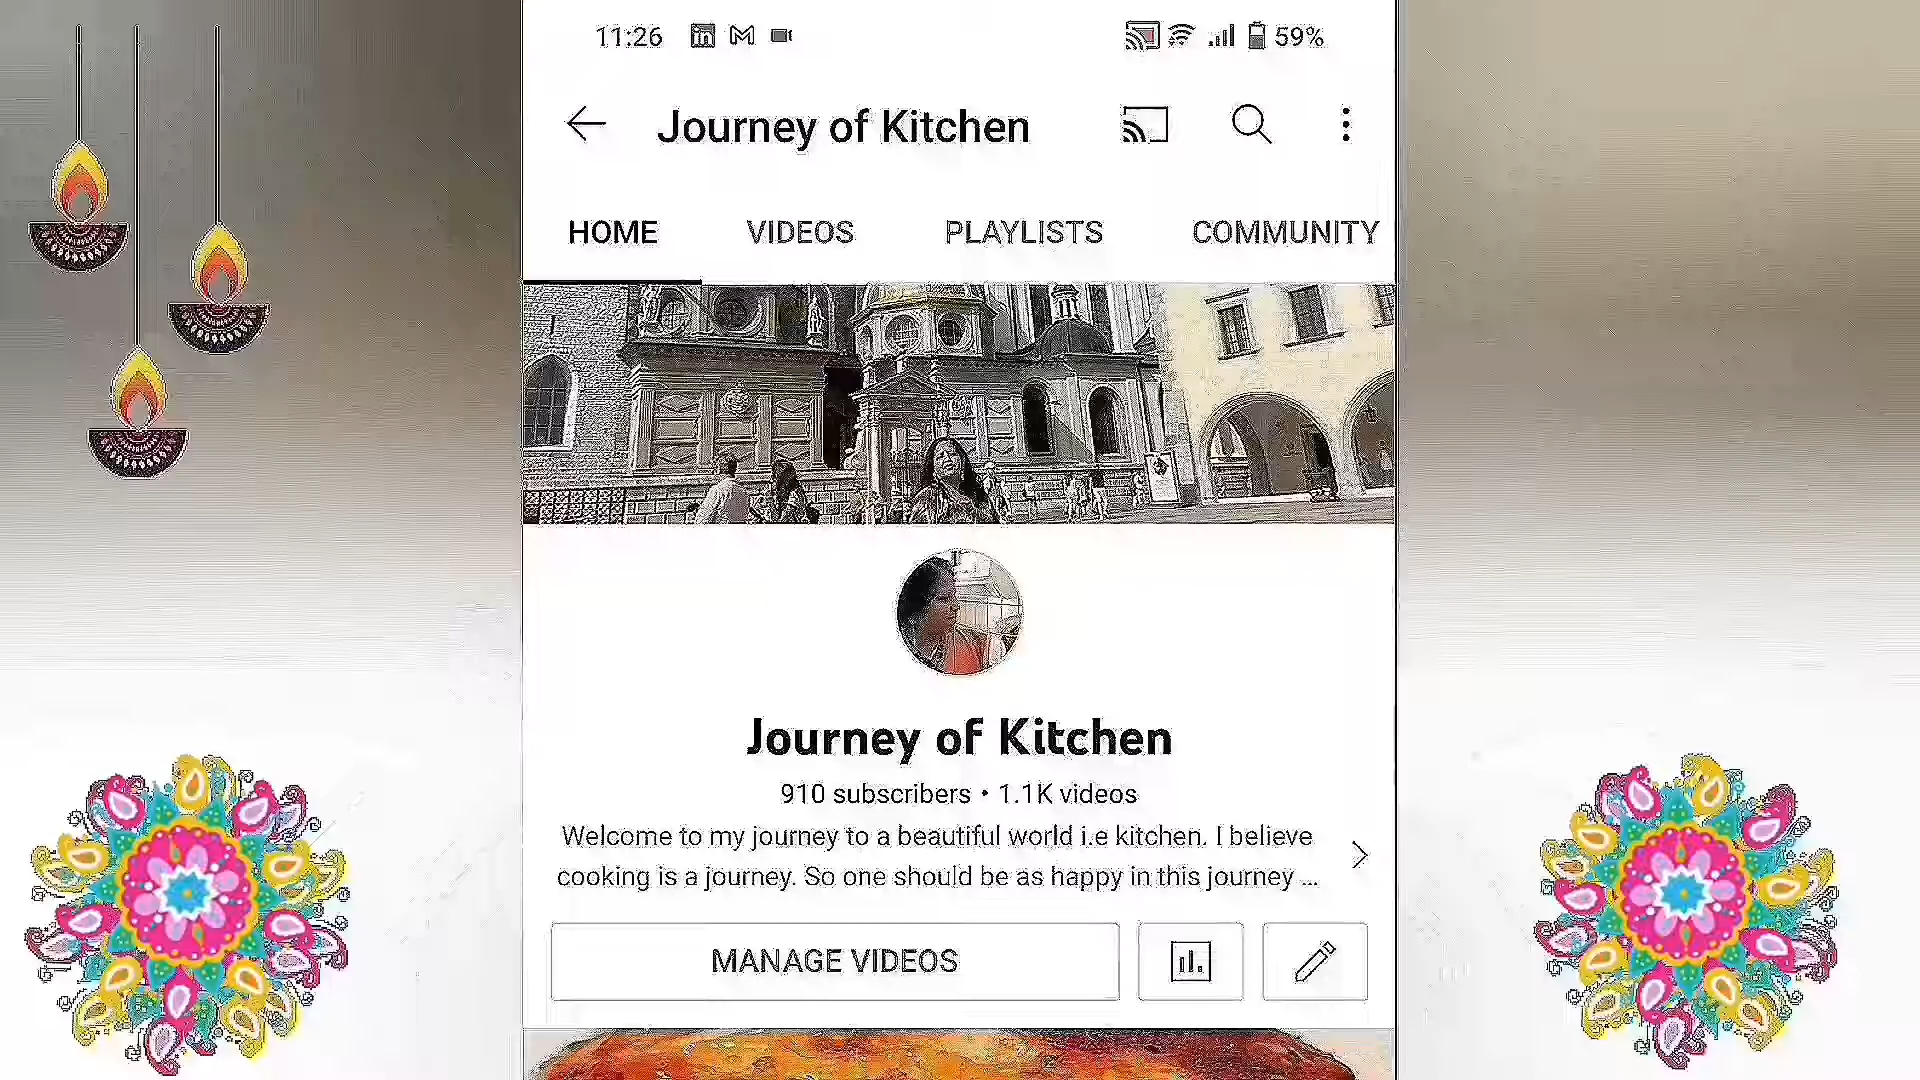 11:26 59%
Journey of Kitchen
HOME VIDEOS PLAYLISTS COMMUNITY
Journey of Kitchen
910 subscribers • 1.1K videos
Welcome to my journey to a beautiful world i.e kitchen. I believe
cooking is a journey. So one should be as happy in this journey ...
MANAGE VIDEOS